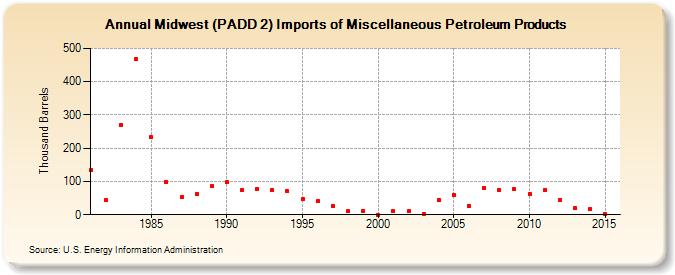 Annual Midwest (PADD 2) Imports of Miscellaneous Petroleum Products
Thousand Barrels
500
400
300
200
100
0
1985 1990 1995 2000 2005 2010 2015
Source: U.S. Energy Information Administration